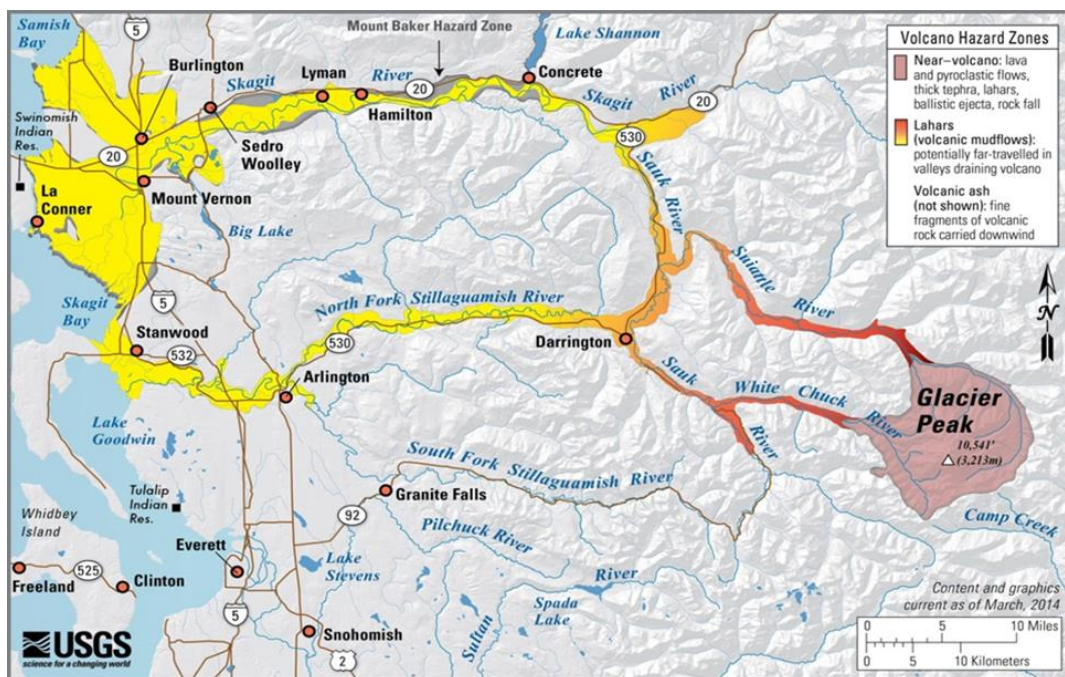 Samish
Bay
5
Mount Baker Hazard Zone
Lake Shannon
Burlington
Skagit
Lyman
River
20
Concrete
Skagit
River
20
Hamilton
Swinomish
Indian
Res.
20
Sedro
Woolley
530
Sauk
River
La
Conner
Mount Vernon
Big Lake
Suiattle
River
Skagit
Bay
5
North Fork Stillaguamish River
Stanwood
532
530
Darrington
Arlington
Sauk
River
White Chuck
River
Glacier
Peak
10,541'
(3,213m)
Lake
Goodwin
South Fork Stillaguamish River
Tulalip
Indian
Res.
Granite Falls
92
Camp Creek
Whidbey
Island
Pilchuck River
Everett
Lake
Stevens
River
Freeland
525
Clinton
5
Spada
Lake
Sultan
Snohomish
2
Volcano Hazard Zones
Near–volcano: lava
and pyroclastic flows,
thick tephra, lahars,
ballistic ejecta, rock fall
Lahars
(volcanic mudflows):
potentially far-travelled in
valleys draining volcano
Volcanic ash
(not shown): fine
fragments of volcanic
rock carried downwind
N
Content and graphics
current as of March, 2014
0 5 10 Miles
0 5 10 Kilometers
USGS
science for a changing world